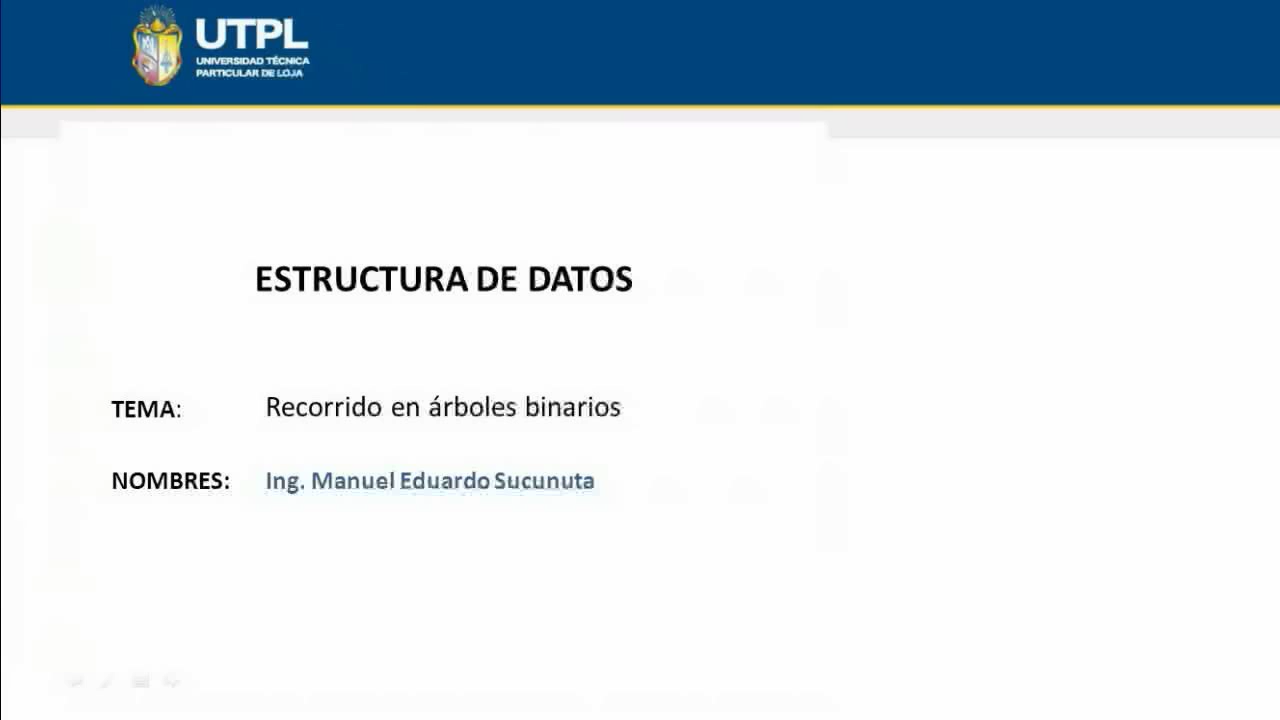 UTPL
UNIVERSIDAD TÉCNICA
PARTICULAR DE LOJA
ESTRUCTURA DE DATOS
TEMA: Recorrido en árboles binarios
NOMBRES: Ing. Manuel Eduardo Sucunuta